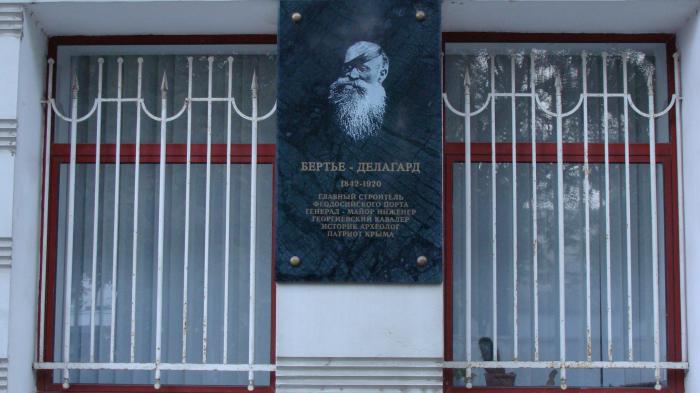 БЕРТЬЕ - ДЕЛАГАРД
1842-1920
ГЛАВНЫЙ СТРОИТЕЛЬ
ФЕОДОСИЙСКОГО ПОРТА
ГЕНЕРАЛ - МАЙОР ИНЖЕНЕР
ГЕОРГИЕВСКИЙ КАВАЛЕР
ИСТОРИК АРХЕОЛОГ
ПАТРИОТ КРЫМА